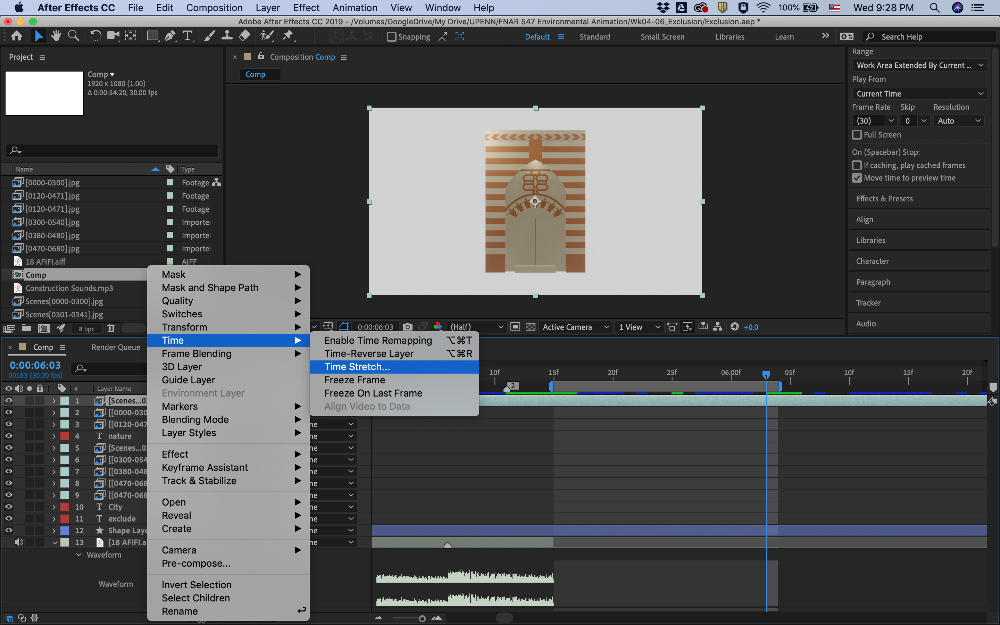 After Effects CC File Edit Composition Layer Effect Animation View Window Help 100% Wed 9:28 PM
Adobe After Effects CC 2019 - /Volumes/GoogleDrive/My Drive/UPENN/FNAR 547 Environmental Animation/Wk04-06_Exclusion/Exclusion.aep *
Snapping Default Standard Small Screen Libraries Learn Search Help
Project
Comp
1920 x 1080 (1.00)
Δ 0:00:54:20, 30.00 fps
Name Type
[0000-0300].jpg Footage
[0120-0471].jpg Footage
[0120-0471].jpg Footage
[0300-0540].jpg Importer
[0380-0480].jpg Importer
[0470-0680].jpg Importer
18 AFIFI.aiff AIFF
Comp
Construction Sounds.mp3
Scenes[0000-0300].jpg
Scenes[0301-0341].jpg
8 bpc
Composition Comp
Comp
0:00:06:03 (Half) Active Camera 1 View +0.0
Range
Work Area Extended By Current ...
Play From
Current Time
Frame Rate Skip Resolution
(30) 0 Auto
Full Screen
On (Spacebar) Stop:
If caching, play cached frames
Move time to preview time
Effects & Presets
Align
Libraries
Character
Paragraph
Tracker
Audio
Mask
Mask and Shape Path
Quality
Switches
Transform
Time
Frame Blending
3D Layer
Guide Layer
Environment Layer
Markers
Blending Mode
Layer Styles
Effect
Keyframe Assistant
Track & Stabilize
Open
Reveal
Create
Camera
Pre-compose...
Invert Selection
Select Children
Rename
Enable Time Remapping ⌥⌘T
Time-Reverse Layer ⌥⌘R
Time Stretch...
Freeze Frame
Freeze On Last Frame
Align Video to Data
Comp Render Queue
0:00:06:03
00183 (30.00 fps)
10f 15f 20f 25f 06:00f 05f 10f 15f 20f
2
# Layer Name
1 [Scenes...03
2 [[0000-030
3 [[0120-047 ne
4 T nature ne
5 [Scenes...03 ne
6 [[0300-054 ne
7 [[0380-048 ne
8 [[0470-068 ne
9 [[0470-068 ne
10 T City ne
11 T exclude ne
12 Shape Laye ne
13 [18 AFIFI.a ne
Waveform
Waveform